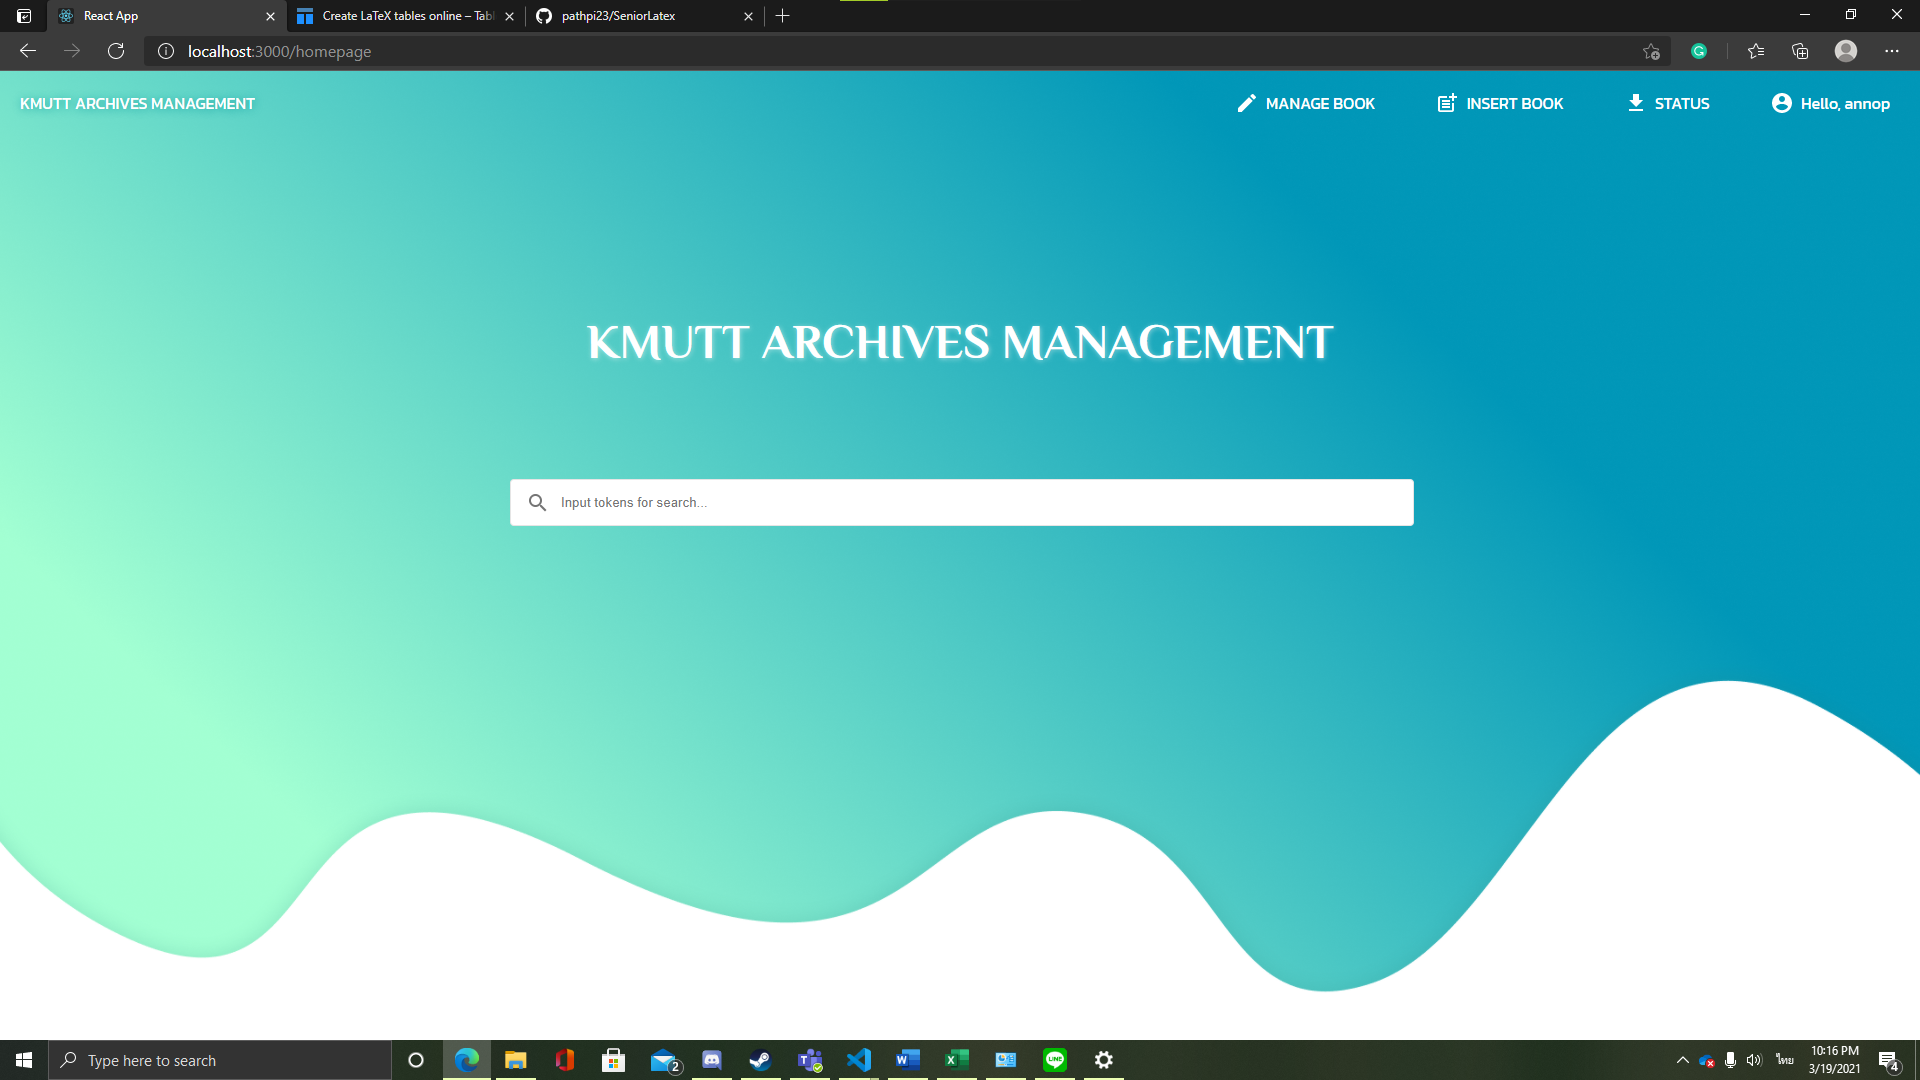 React App
Create LaTeX tables online – Tabl
pathpi23/SeniorLatex
localhost:3000/homepage
KMUTT ARCHIVES MANAGEMENT
MANAGE BOOK
INSERT BOOK
STATUS
Hello, annop
KMUTT ARCHIVES MANAGEMENT
Input tokens for search...
Type here to search
2
ไทย
10:16 PM
3/19/2021
4